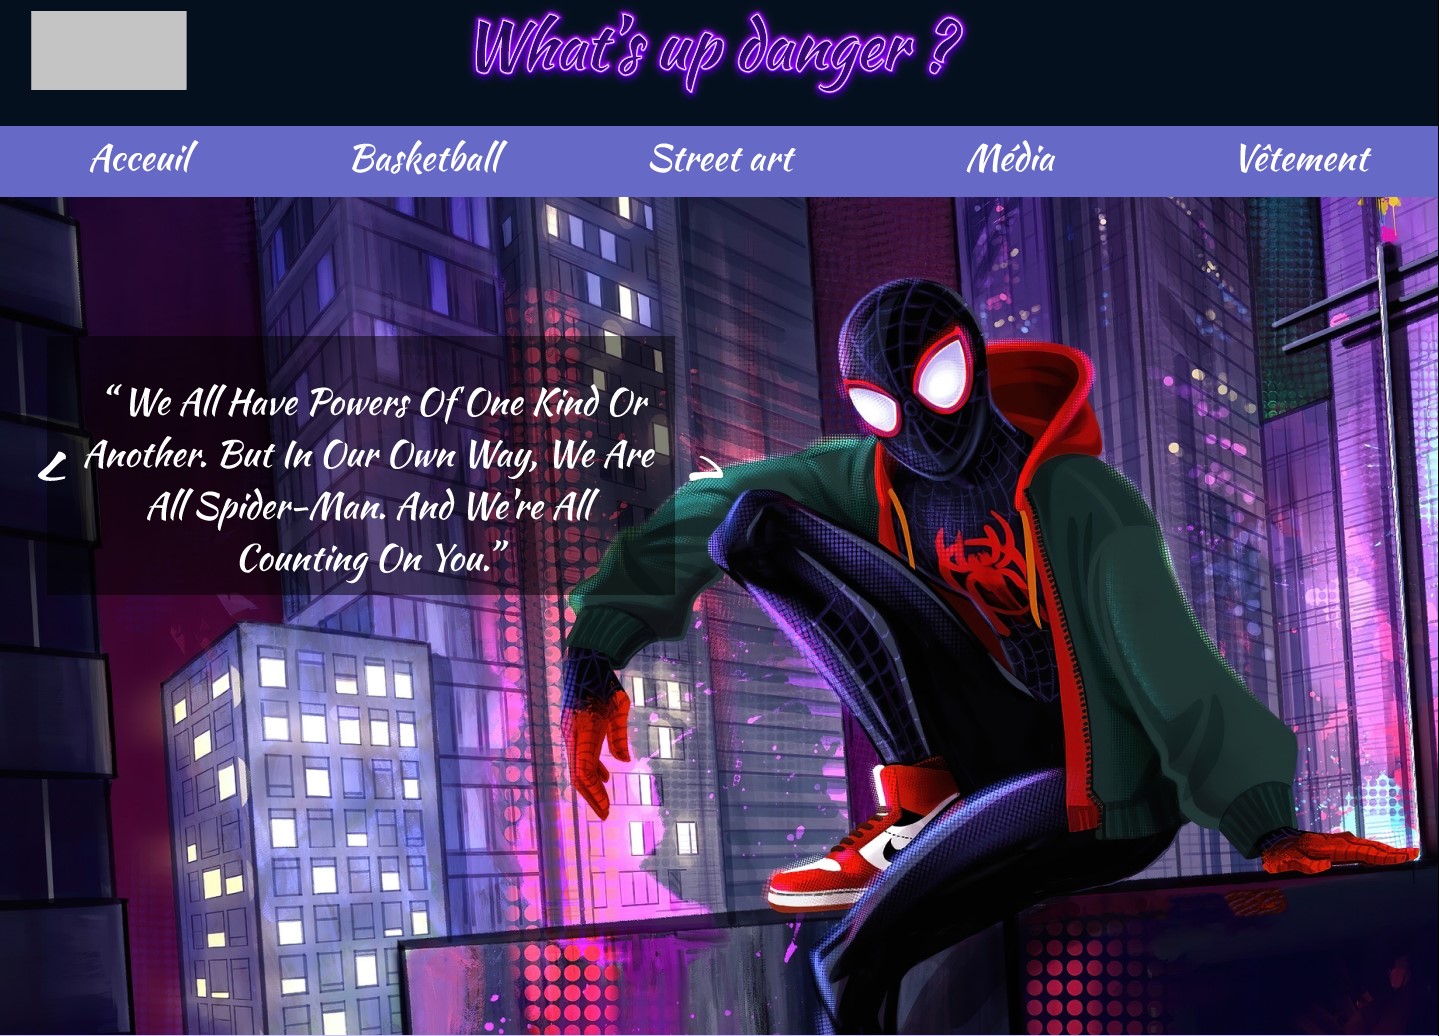 What's up danger ?
Acceuil Basketball Street art Média Vêtement
“ We All Have Powers Of One Kind Or
Another. But In Our Own Way, We Are
All Spider-Man. And We're All
Counting On You.”